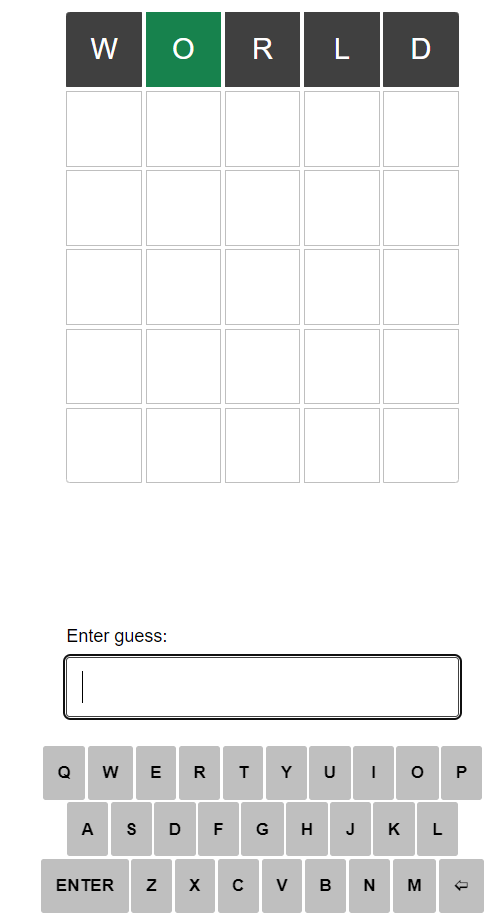 W O R L D
Enter guess:
Q W E R T Y U I O P
A S D F G H J K L
ENTER Z X C V B N M ⇦